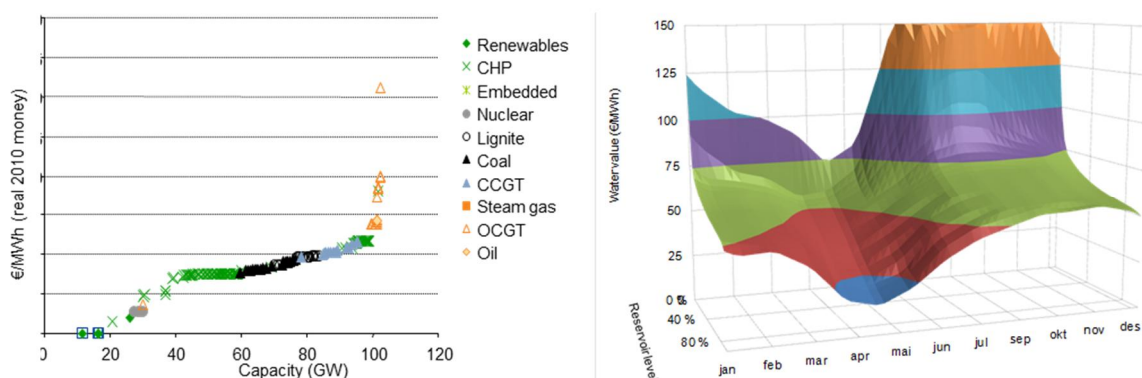 €/MWh (real 2010 money)
0 20 40 60 80 100 120
Capacity (GW)
Renewables
CHP
Embedded
Nuclear
Lignite
Coal
CCGT
Steam gas
OCGT
Oil
Watervalue (€/MWh)
150
125
100
75
50
25
0
40 %
80 %
Reservoir level
jan feb mar apr mai jun jul sep okt nov des